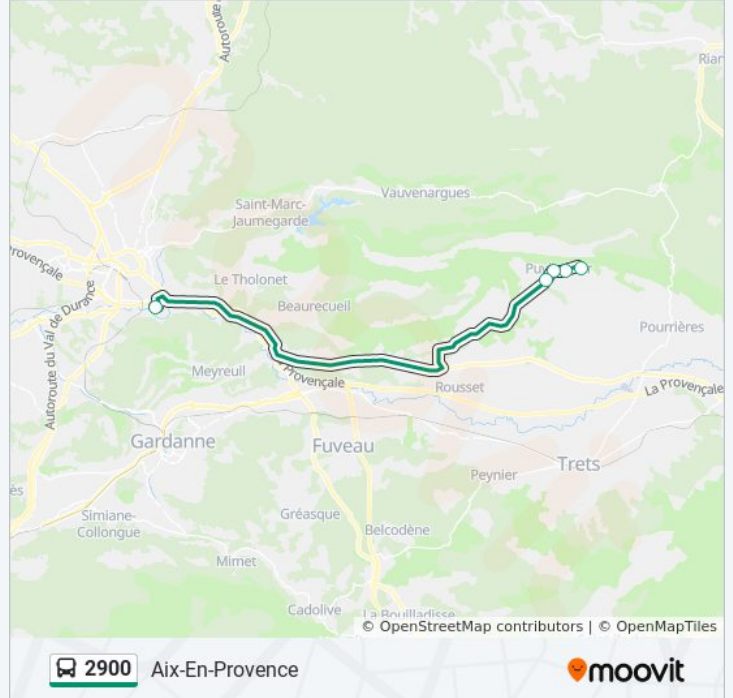 Autoroute
Rian
Vauvenargues
Saint-Marc-
Jaumegarde
Provençale
Le Tholonet
Beaurecueil
Pourrières
Autoroute du Val de Durance
Meyreuil
Provençale
Rousset
La Provençale
Gardanne
Fuveau
Trets
Peynier
Simiane-
Collongue
Gréasque
Belcodène
Mimet
Cadolive
La Bouilladisse
© OpenStreetMap contributors | © OpenMapTiles
2900 Aix-En-Provence
moovit